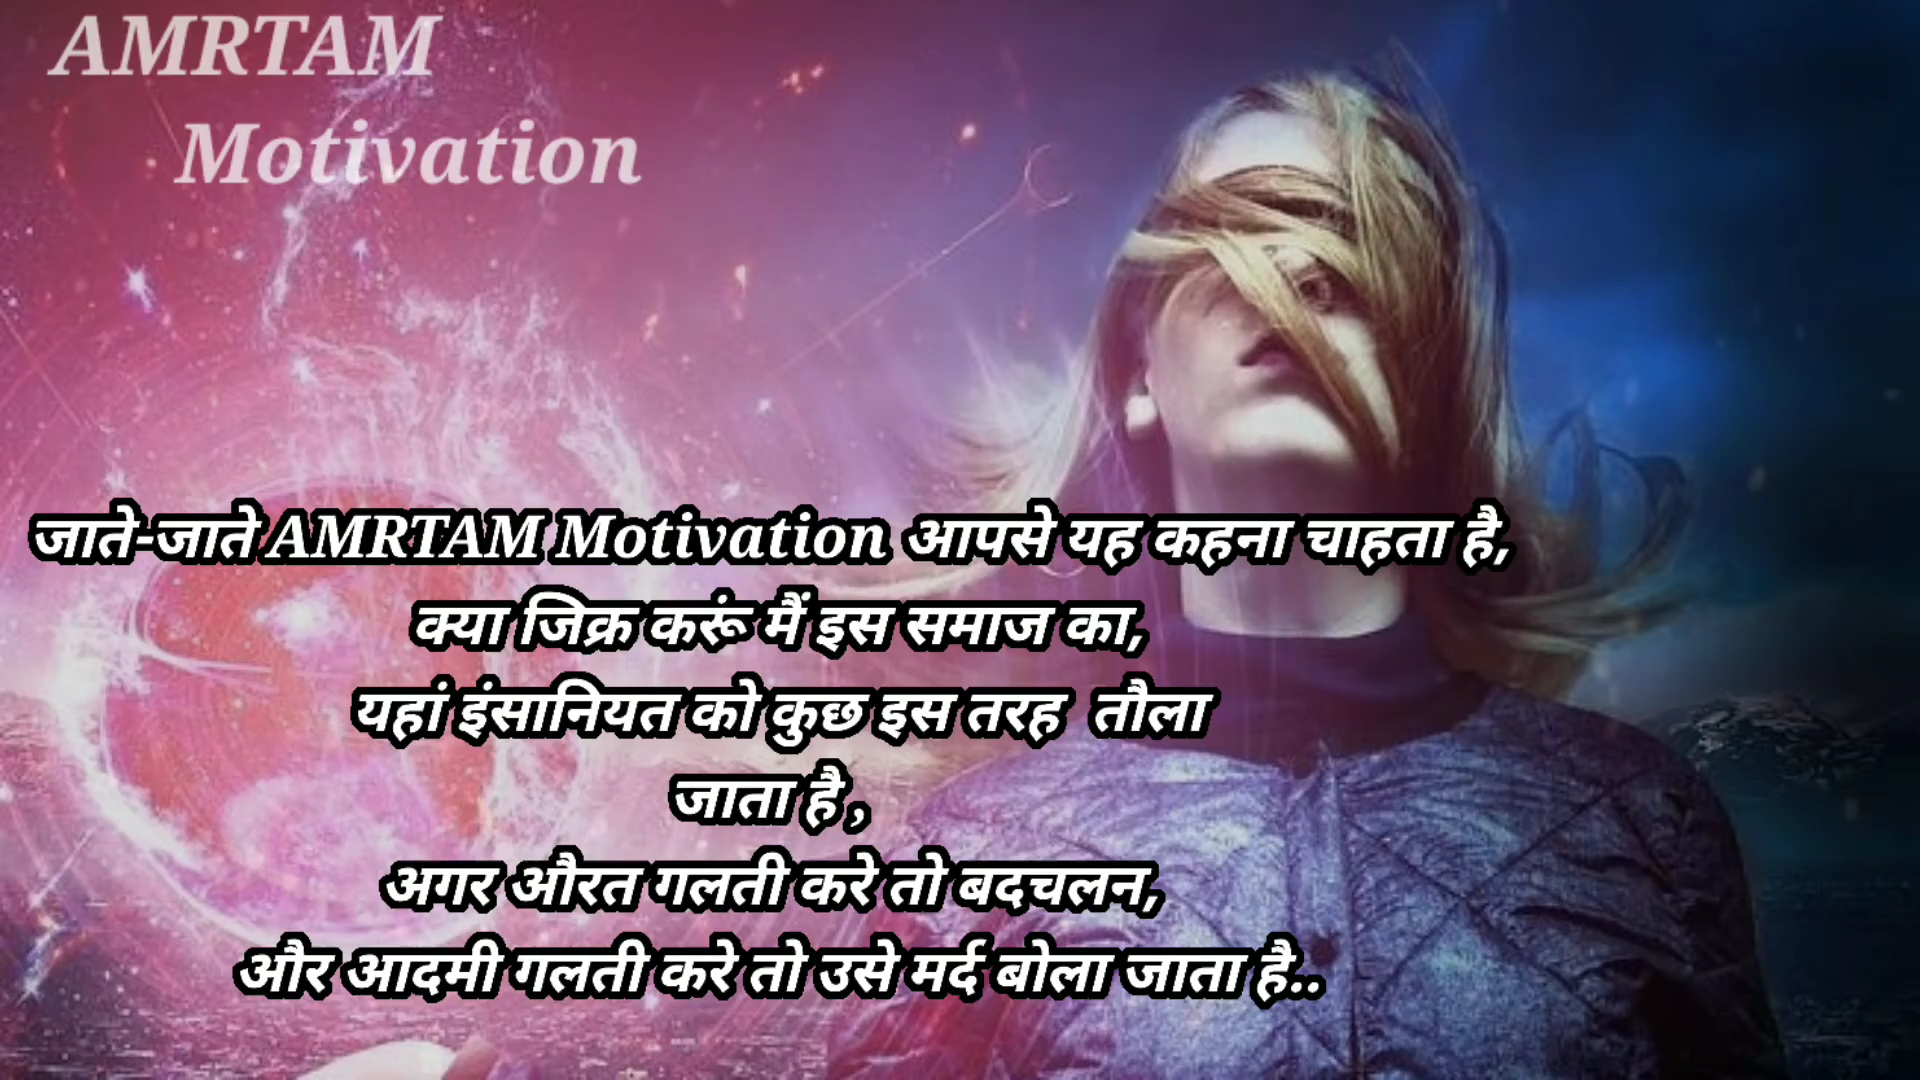 AMRTAM
Motivation
जाते-जाते AMRTAM Motivation आपसे यह कहना चाहता है,
क्या जिक्र करूं मैं इस समाज का,
यहां इंसानियत को कुछ इस तरह तौला
जाता है ,
अगर औरत गलती करे तो बदचलन,
और आदमी गलती करे तो उसे मर्द बोला जाता है..